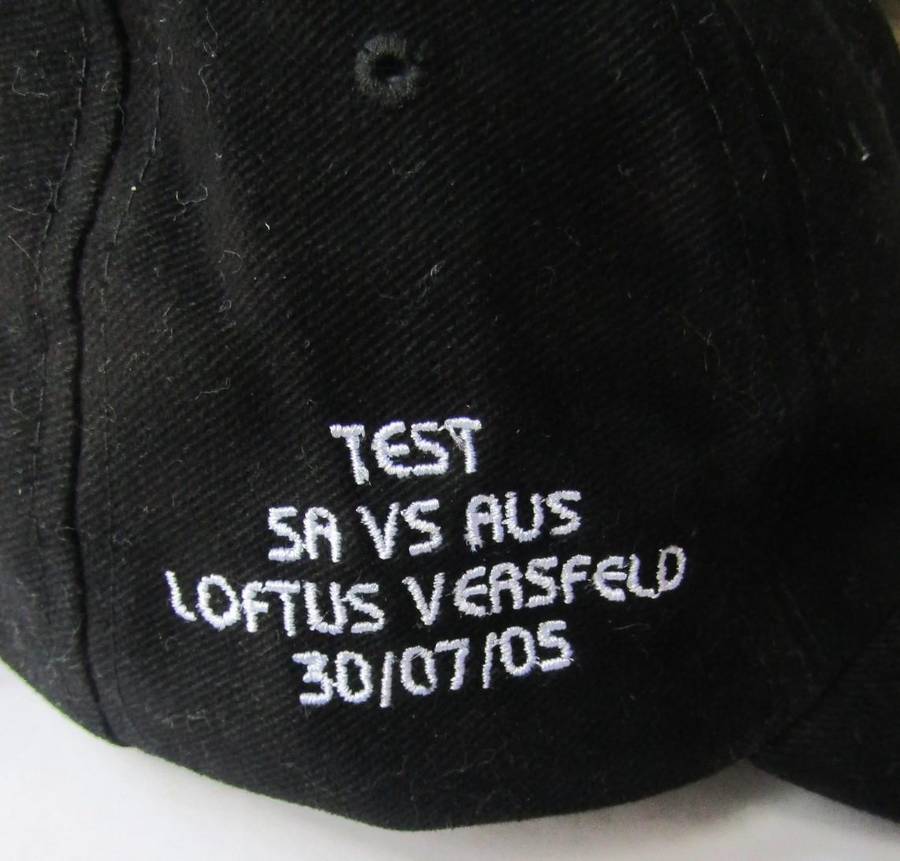 TEST
SA VS AUS
LOFTUS VERSFELD
30/07/05